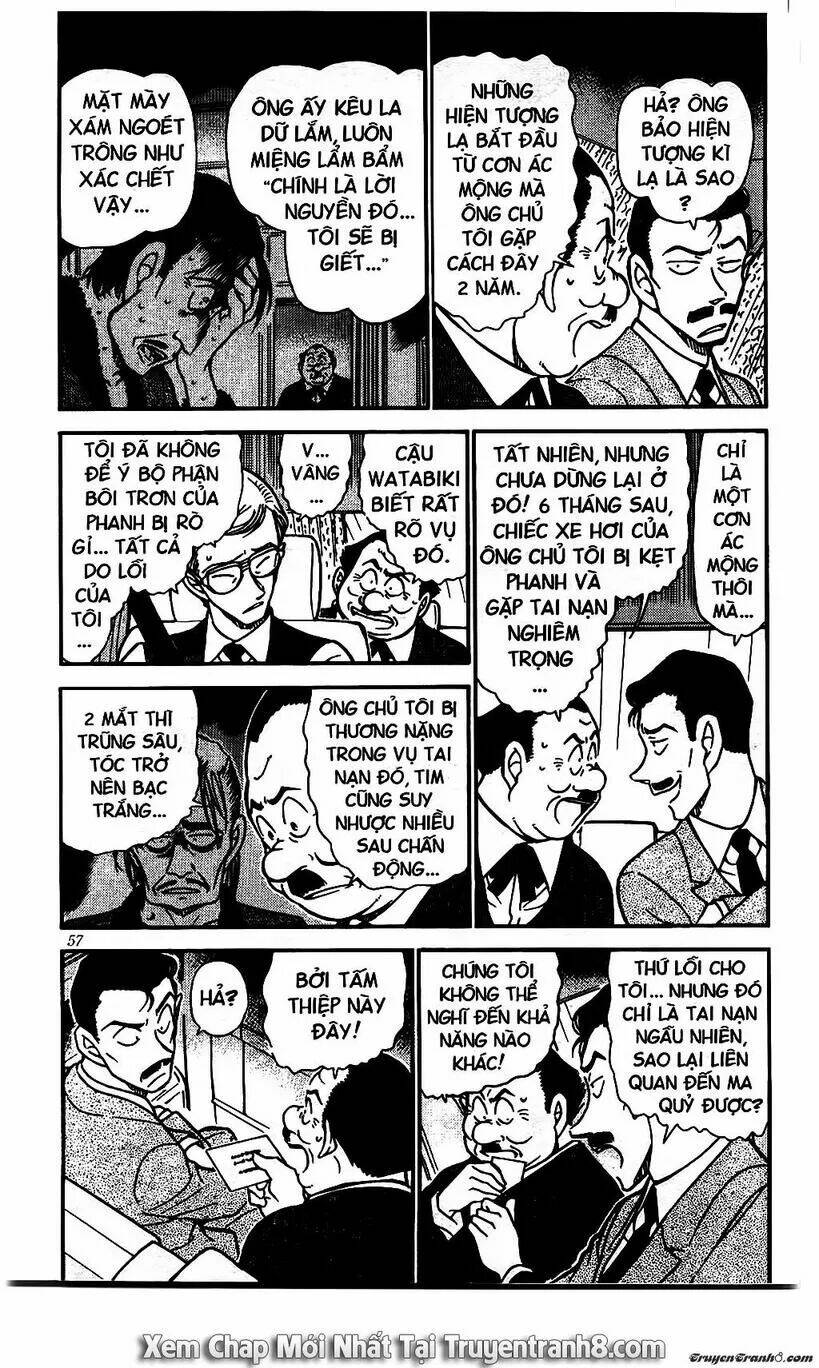 HẢ? ÔNG
BẢO HIỆN
TƯỢNG KÌ
LẠ LÀ SAO
?
NHỮNG
HIỆN TƯỢNG
LẠ BẮT ĐẦU
TỪ CƠN ÁC
MỘNG MÀ
ÔNG CHỦ
TÔI GẶP
CÁCH ĐÂY
2 NĂM.
ÔNG ẤY KÊU LA
DỮ LẮM, LUÔN
MIỆNG LẨM BẨM
"CHÍNH LÀ LỜI
NGUYỀN ĐÓ...
TÔI SẼ BỊ
GIẾT..."
MẶT MÀY
XÁM NGOÉT
TRÔNG NHƯ
XÁC CHẾT
VẬY...
CHỈ
LÀ
MỘT
CƠN
ÁC
MỘNG
THÔI
MÀ...
TẤT NHIÊN, NHƯNG
CHƯA DỪNG LẠI Ở
ĐÓ! 6 THÁNG SAU,
CHIẾC XE HƠI CỦA
ÔNG CHỦ TÔI BỊ KẸT
PHANH VÀ
GẶP TAI NẠN
NGHIÊM
TRỌNG
...
CẬU
WATABIKI
BIẾT RẤT
RÕ VỤ
ĐÓ.
V...
VÂNG
...
TÔI ĐÃ KHÔNG
ĐỂ Ý BỘ PHẬN
BÔI TRƠN CỦA
PHANH BỊ RÒ
GỈ... TẤT CẢ
DO LỖI
CỦA
TÔI
...
ÔNG CHỦ TÔI BỊ
THƯƠNG NẶNG
TRONG VỤ TAI
NẠN ĐÓ, TIM
CŨNG SUY
NHƯỢC NHIỀU
SAU CHẤN
ĐỘNG...
2 MẮT THÌ
TRŨNG SÂU,
TÓC TRỞ
NÊN BẠC
TRẮNG...
57
THỨ LỖI CHO
TÔI... NHƯNG ĐÓ
CHỈ LÀ TAI NẠN
NGẪU NHIÊN,
SAO LẠI LIÊN
QUAN ĐẾN MA
QUỶ ĐƯỢC?
CHÚNG TÔI
KHÔNG THỂ
NGHĨ ĐẾN KHẢ
NĂNG NÀO
KHÁC!
BỞI TẤM
THIỆP NÀY
ĐÂY!
HẢ?
Xem Chap Mới Nhất Tại Truyentranh8.com
TruyenTranh8.com